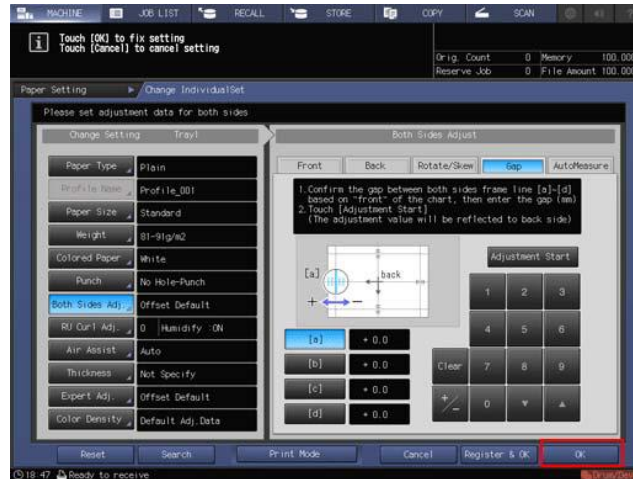 MACHINE JOB LIST RECALL STORE COPY SCAN
Touch [OK] to fix setting
Touch [Cancel] to cancel setting
Orig. Count 0 Memory 100.00
Reserve Job 0 File Amount 100.00
Paper Setting Change IndividualSet
Please set adjustment data for both sides
Change Setting Tray1
Both Sides Adjust
Front Back Rotate/Skew Gap AutoMeasure
Paper Type Plain
Profile Name Profile_001
Paper Size Standard
Weight 81-91g/m2
Colored Paper White
Punch No Hole-Punch
Both Sides Adj. Offset Default
RU Curl Adj. 0 Humidify :ON
Air Assist Auto
Thickness Not Specify
Expert Adj. Offset Default
Color Density Default Adj.Data
1.Confirm the gap between both sides frame line [a]~[d]
based on "front" of the chart, then enter the gap (mm)
2.Touch [Adjustment Start]
(The adjustment value will be reflected to back side)
[a] back
+ -
Adjustment Start
[a] + 0.0
[b] + 0.0
[c] + 0.0
[d] + 0.0
1 2 3
4 5 6
Clear 7 8 9
+/- 0 ▼ ▲
Reset Search Print Mode Cancel Register & OK OK
18:47 Ready to receive